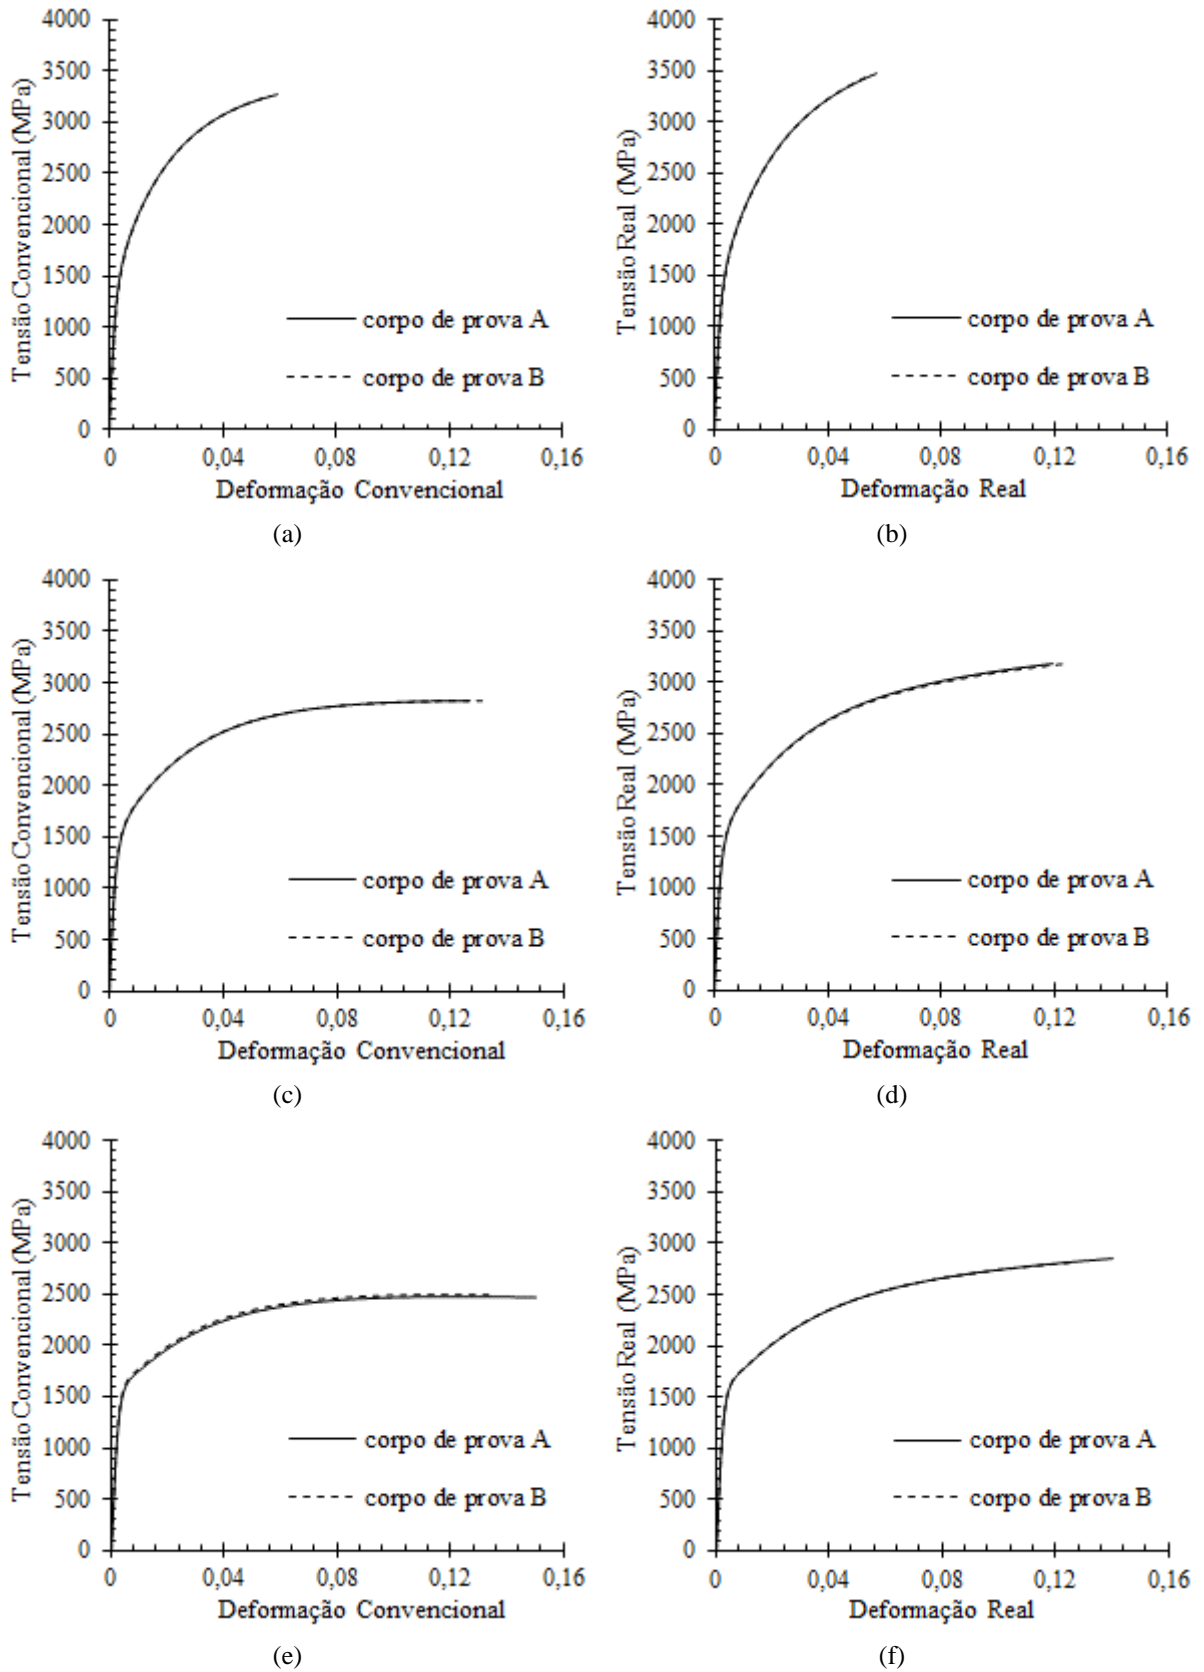 4000
3500
3000
2500
2000
1500
1000
500
0
Tensão Convencional (MPa)
corpo de prova A
corpo de prova B
0 0,04 0,08 0,12 0,16
Deformação Convencional
(a)
4000
3500
3000
2500
2000
1500
1000
500
0
Tensão Real (MPa)
corpo de prova A
corpo de prova B
0 0,04 0,08 0,12 0,16
Deformação Real
(b)
4000
3500
3000
2500
2000
1500
1000
500
0
Tensão Convencional (MPa)
corpo de prova A
corpo de prova B
0 0,04 0,08 0,12 0,16
Deformação Convencional
(c)
4000
3500
3000
2500
2000
1500
1000
500
0
Tensão Real (MPa)
corpo de prova A
corpo de prova B
0 0,04 0,08 0,12 0,16
Deformação Real
(d)
4000
3500
3000
2500
2000
1500
1000
500
0
Tensão Convencional (MPa)
corpo de prova A
corpo de prova B
0 0,04 0,08 0,12 0,16
Deformação Convencional
(e)
4000
3500
3000
2500
2000
1500
1000
500
0
Tensão Real (MPa)
corpo de prova A
corpo de prova B
0 0,04 0,08 0,12 0,16
Deformação Real
(f)